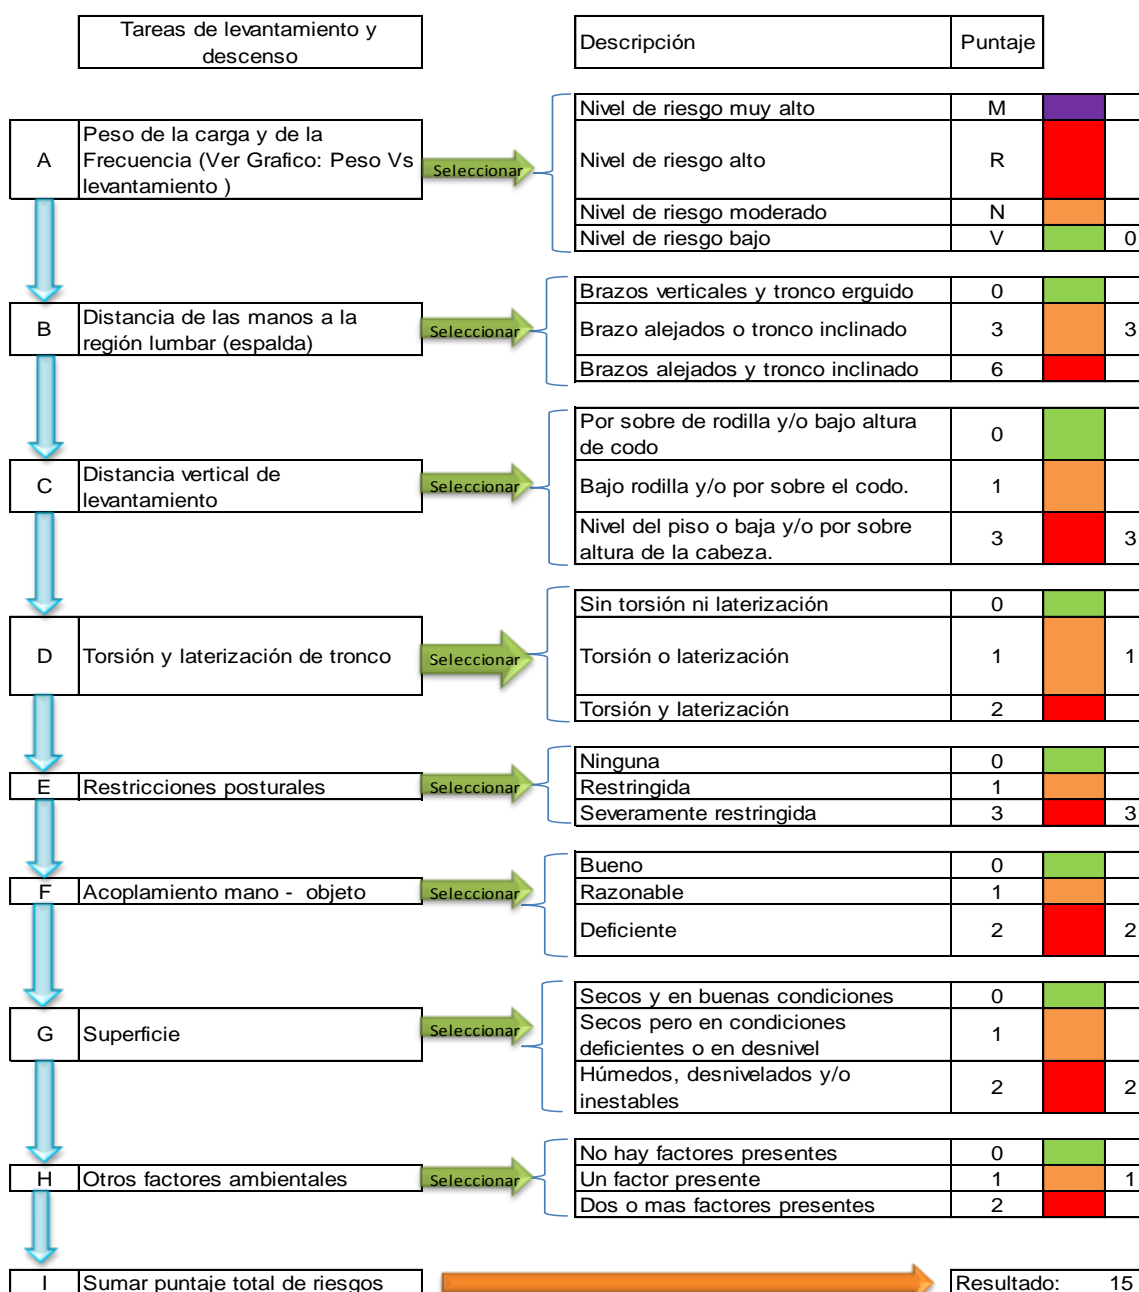 Tareas de levantamiento y
descenso
Descripción
Puntaje
A
Peso de la carga y de la
Frecuencia (Ver Grafico: Peso Vs
levantamiento )
Seleccionar
Nivel de riesgo muy alto M
Nivel de riesgo alto R
Nivel de riesgo moderado N
Nivel de riesgo bajo V 0
B
Distancia de las manos a la
región lumbar (espalda)
Seleccionar
Brazos verticales y tronco erguido 0
Brazo alejados o tronco inclinado 3 3
Brazos alejados y tronco inclinado 6
C
Distancia vertical de
levantamiento
Seleccionar
Por sobre de rodilla y/o bajo altura
de codo 0
Bajo rodilla y/o por sobre el codo. 1
Nivel del piso o baja y/o por sobre
altura de la cabeza. 3 3
D
Torsión y laterización de tronco
Seleccionar
Sin torsión ni laterización 0
Torsión o laterización 1 1
Torsión y laterización 2
E
Restricciones posturales
Seleccionar
Ninguna 0
Restringida 1
Severamente restringida 3 3
F
Acoplamiento mano - objeto
Seleccionar
Bueno 0
Razonable 1
Deficiente 2 2
G
Superficie
Seleccionar
Secos y en buenas condiciones 0
Secos pero en condiciones
deficientes o en desnivel 1
Húmedos, desnivelados y/o
inestables 2 2
H
Otros factores ambientales
Seleccionar
No hay factores presentes 0
Un factor presente 1 1
Dos o mas factores presentes 2
I
Sumar puntaje total de riesgos
Resultado: 15